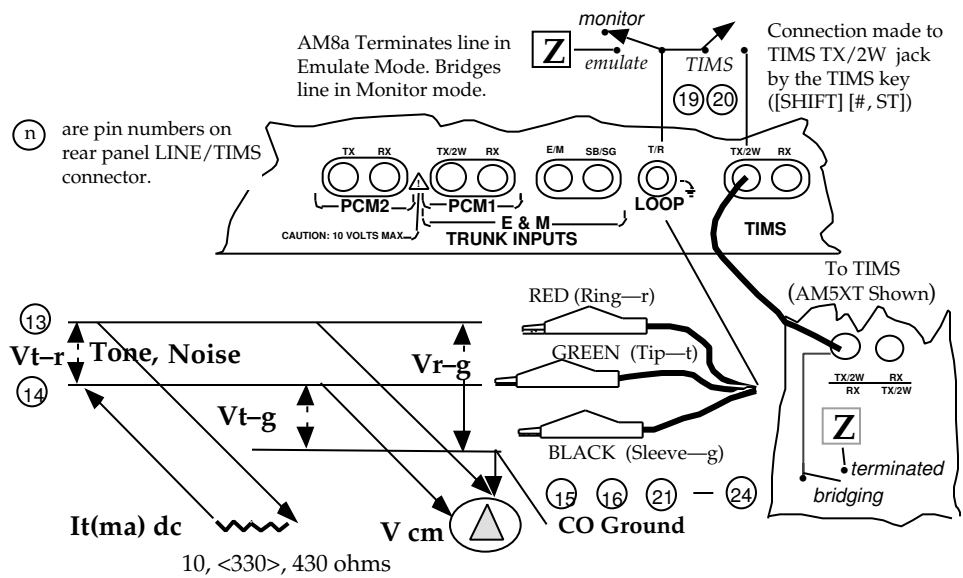 monitor
AM8a Terminates line in
Emulate Mode. Bridges
line in Monitor mode.
Z
emulate
TIMS
19 20
Connection made to
TIMS TX/2W jack
by the TIMS key
([SHIFT] [#, ST])
n
are pin numbers on
rear panel LINE/TIMS
connector.
TX RX TX/2W RX E/M SB/SG T/R TX/2W RX
!
PCM2 PCM1 LOOP
E & M
CAUTION: 10 VOLTS MAX
TRUNK INPUTS
TIMS
To TIMS
(AM5XT Shown)
RED (Ring—r)
GREEN (Tip—t)
BLACK (Sleeve—g)
13
Vt–r Tone, Noise Vr–g
14
Vt–g
TX/2W RX
RX TX/2W
Z
terminated
bridging
15 16 21 — 24
It(ma) dc
V cm
CO Ground
10, <330>, 430 ohms